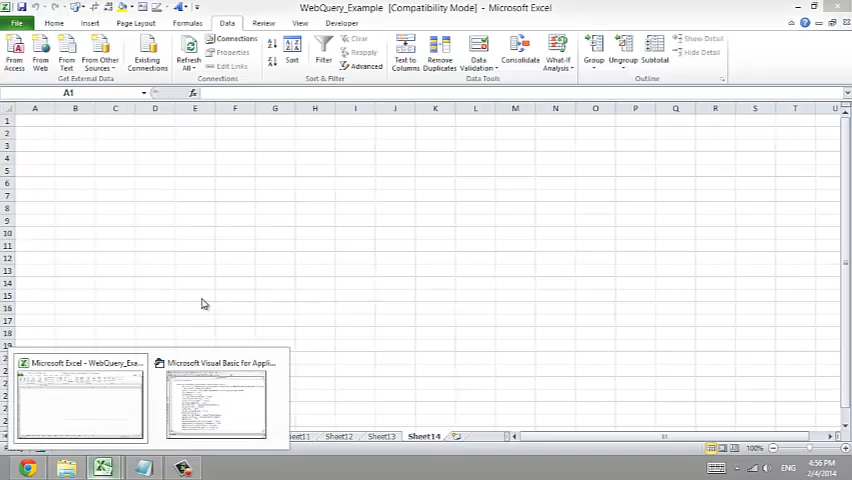 WebQuery_Example [Compatibility Mode] - Microsoft Excel
File Home Insert Page Layout Formulas Data Review View Developer
From Access
From Web
From Text
From Other Sources
Get External Data
Existing Connections
Refresh All
Connections
Properties
Edit Links
Connections
Sort
Filter
Clear
Reapply
Advanced
Sort & Filter
Text to Columns
Remove Duplicates
Data Validation
Consolidate
What-If Analysis
Data Tools
Group
Ungroup
Subtotal
Show Detail
Hide Detail
Outline
A1 fx
A B C D E F G H I J K L M N O P Q R S T U
1
2
3
4
5
6
7
8
9
10
11
12
13
14
15
16
17
18
19
Microsoft Excel - WebQuery_Exa... Microsoft Visual Basic for Appli...
Sheet12 Sheet13 Sheet14
100%
ENG 4:56 PM
2/4/2014